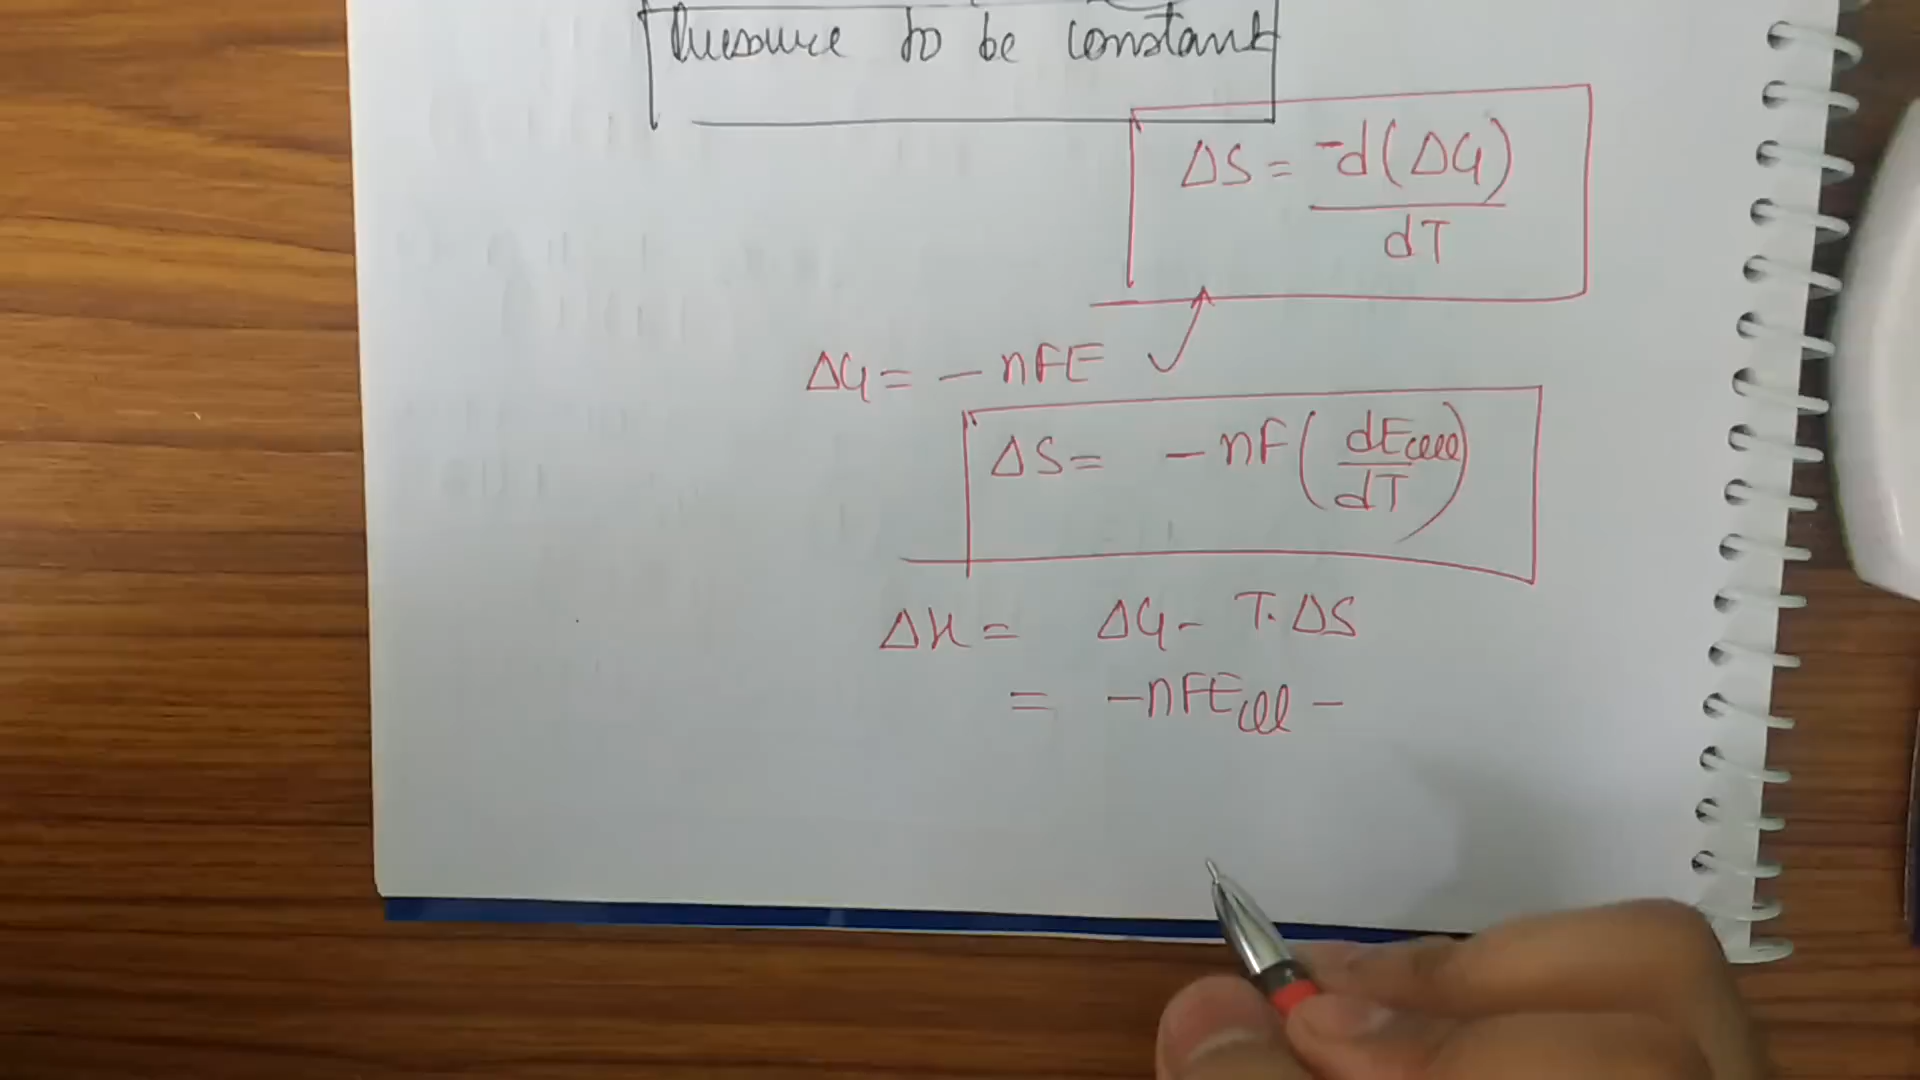 Pressure to be constant
ΔS = -d(ΔG)/dT
ΔG = - nFE
ΔS = - nF(dEcell/dT)
ΔH = ΔG - T.ΔS
= -nFEcell -